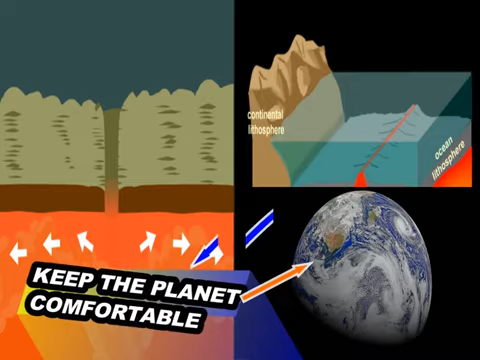 continental
lithosphere
ocean
lithosphere
KEEP THE PLANET
COMFORTABLE